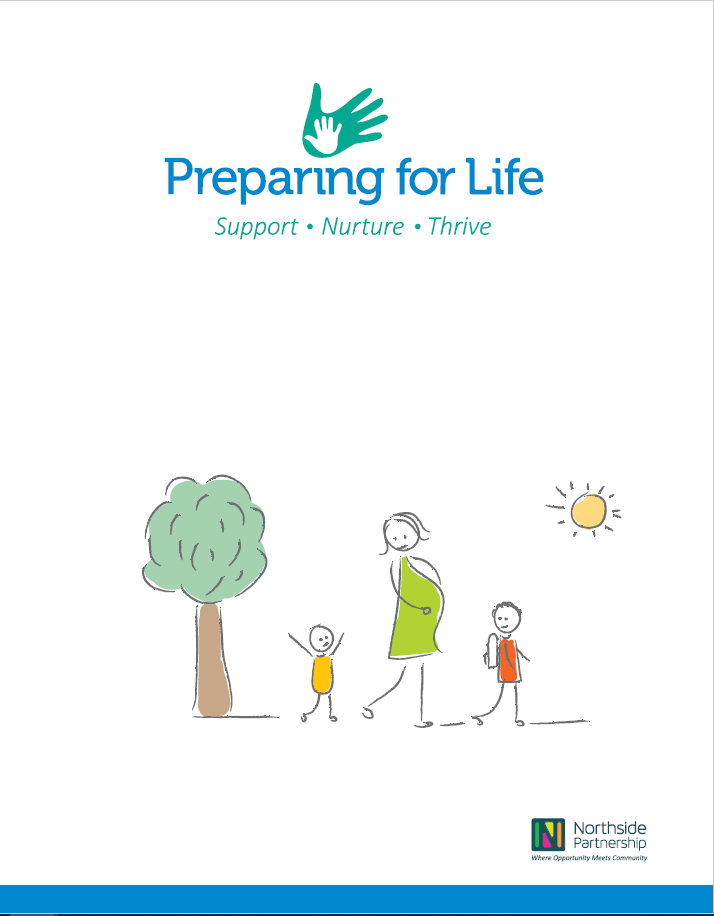 Preparing for Life
Support • Nurture • Thrive
Northside
Partnership
Where Opportunity Meets Community